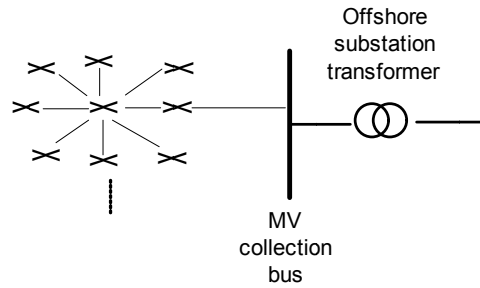 Offshore
substation
transformer
MV
collection
bus